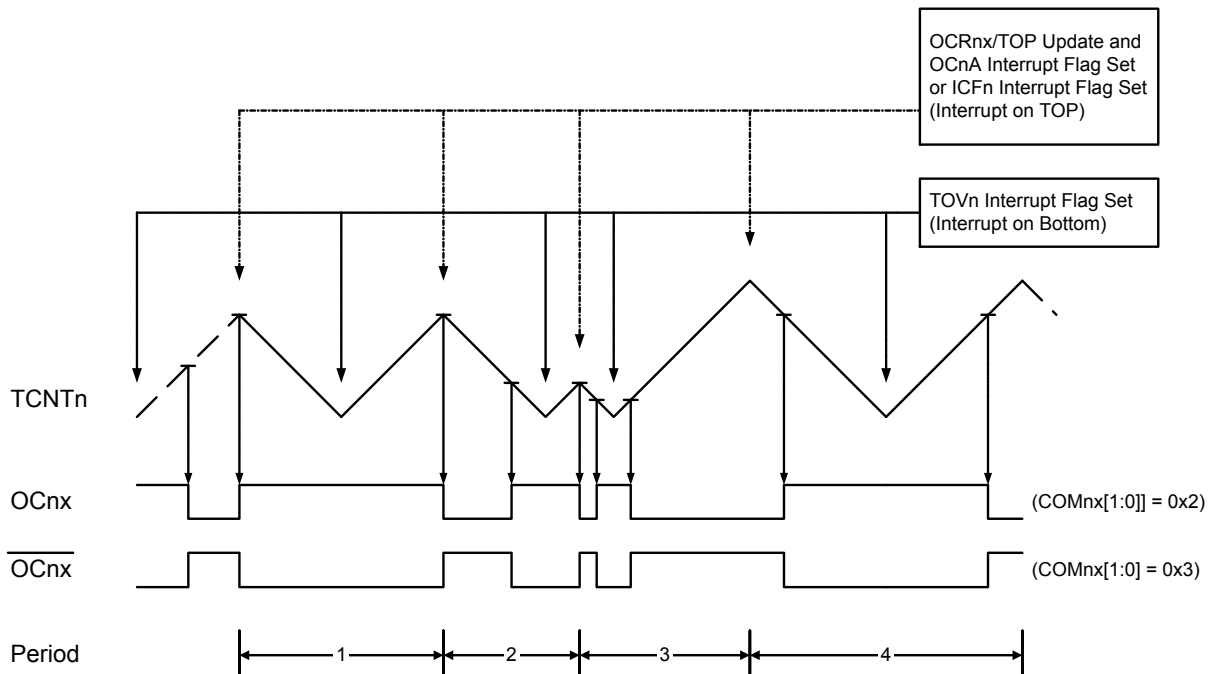 OCRnx/TOP Update and
OCnA Interrupt Flag Set
or ICFn Interrupt Flag Set
(Interrupt on TOP)
TOVn Interrupt Flag Set
(Interrupt on Bottom)
TCNTn
OCnx
(COMnx[1:0]] = 0x2)
OCnx
(COMnx[1:0] = 0x3)
Period
1
2
3
4